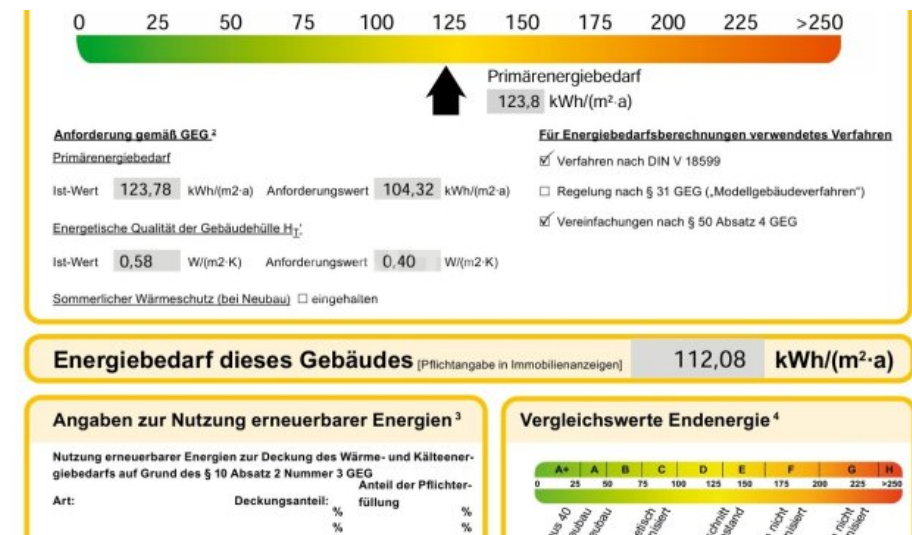 0 25 50 75 100 125 150 175 200 225 >250
Primärenergiebedarf
123,8 kWh/(m²·a)
Anforderung gemäß GEG ²
Primärenergiebedarf
Ist-Wert 123,78 kWh/(m2·a) Anforderungswert 104,32 kWh/(m2·a)
Energetische Qualität der Gebäudehülle H_T'
Ist-Wert 0,58 W/(m2·K) Anforderungswert 0,40 W/(m2·K)
Sommerlicher Wärmeschutz (bei Neubau) ☐ eingehalten
Für Energiebedarfsberechnungen verwendetes Verfahren
☑ Verfahren nach DIN V 18599
☐ Regelung nach § 31 GEG („Modellgebäudeverfahren“)
☑ Vereinfachungen nach § 50 Absatz 4 GEG
Energiebedarf dieses Gebäudes [Pflichtangabe in Immobilienanzeigen] 112,08 kWh/(m²·a)
Angaben zur Nutzung erneuerbarer Energien ³
Nutzung erneuerbarer Energien zur Deckung des Wärme- und Kälteener-
giebedarfs auf Grund des § 10 Absatz 2 Nummer 3 GEG
Art: Deckungsanteil: Anteil der Pflichter-
füllung
% %
% %
Vergleichswerte Endenergie ⁴
A+ A B C D E F G H
0 25 50 75 100 125 150 175 200 225 >250